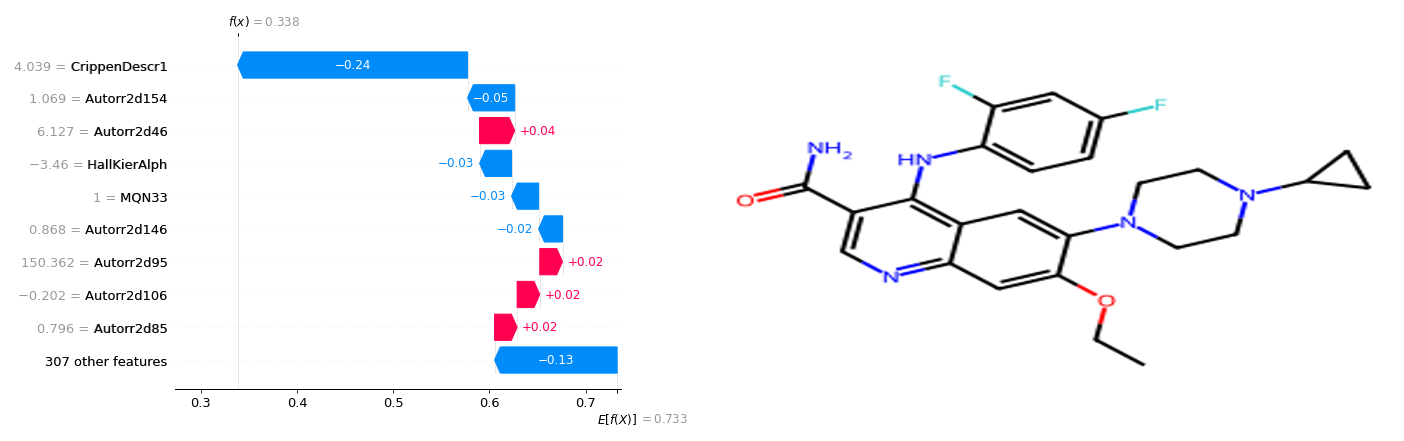 f(x) = 0.338
4.039 = CrippenDescr1
−0.24
1.069 = Autorr2d154
−0.05
6.127 = Autorr2d46
+0.04
−3.46 = HallKierAlph
−0.03
1 = MQN33
−0.03
0.868 = Autorr2d146
−0.02
150.362 = Autorr2d95
+0.02
−0.202 = Autorr2d106
+0.02
0.796 = Autorr2d85
+0.02
307 other features
−0.13
0.3 0.4 0.5 0.6 0.7
E[f(X)] = 0.733
F
F
NH2
HN
O
N
N
N
O